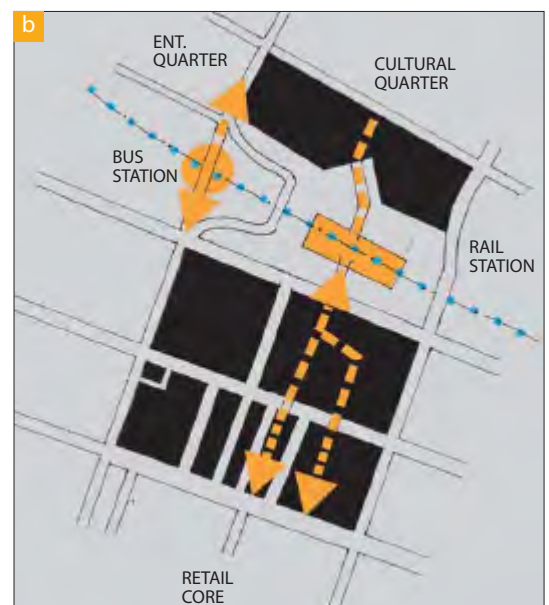 b
ENT.
QUARTER
CULTURAL
QUARTER
BUS
STATION
RAIL
STATION
RETAIL
CORE